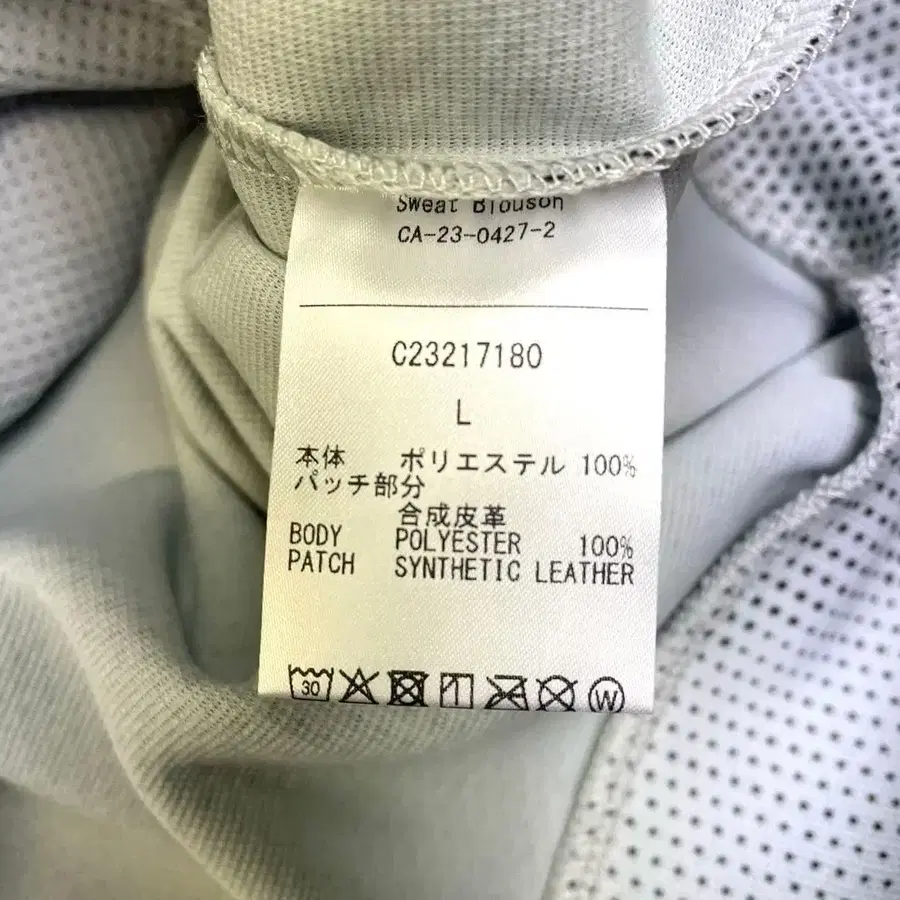 Sweat Blouson
CA-23-0427-2
C23217180
L
本体 ポリエステル 100%
パッチ部分
合成皮革
BODY POLYESTER 100%
PATCH SYNTHETIC LEATHER
30 W